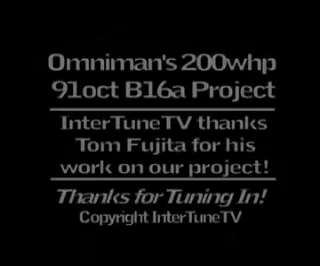 Omniman's 200whp
91oct B16a Project
InterTuneTV thanks
Tom Fujita for his
work on our project!
Thanks for Tuning In!
Copyright InterTuneTV